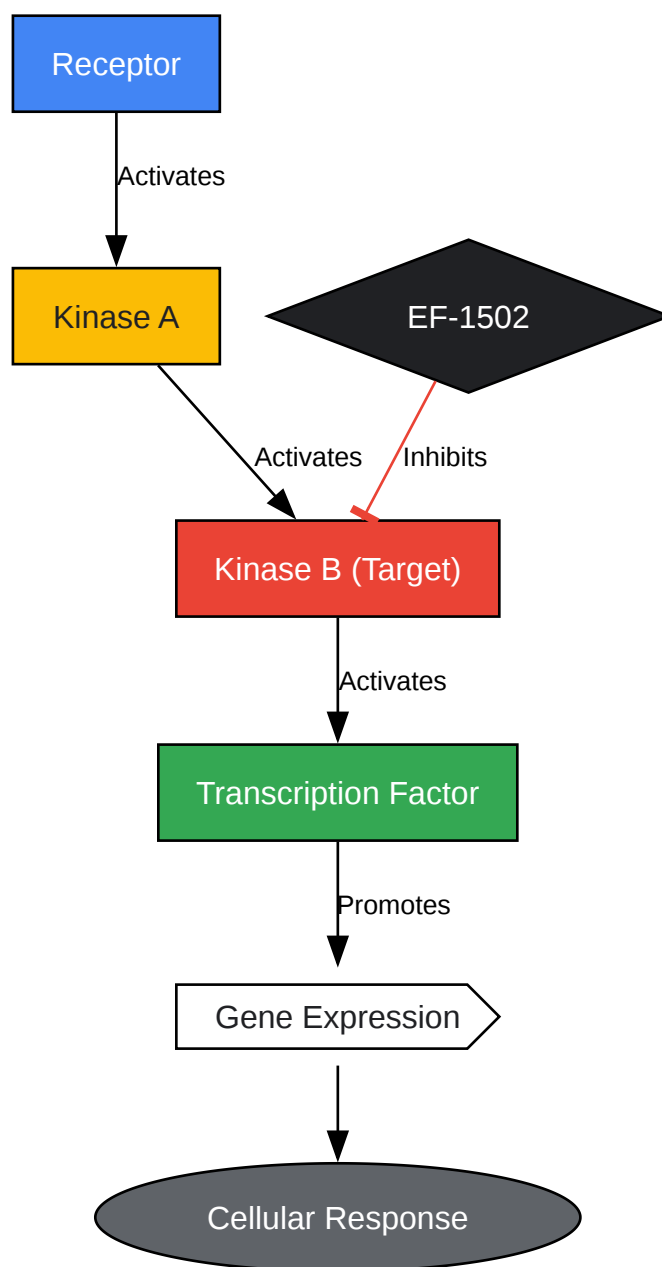 Receptor
Activates
Kinase A
EF-1502
Activates
Inhibits
Kinase B (Target)
Activates
Transcription Factor
Promotes
Gene Expression
Cellular Response